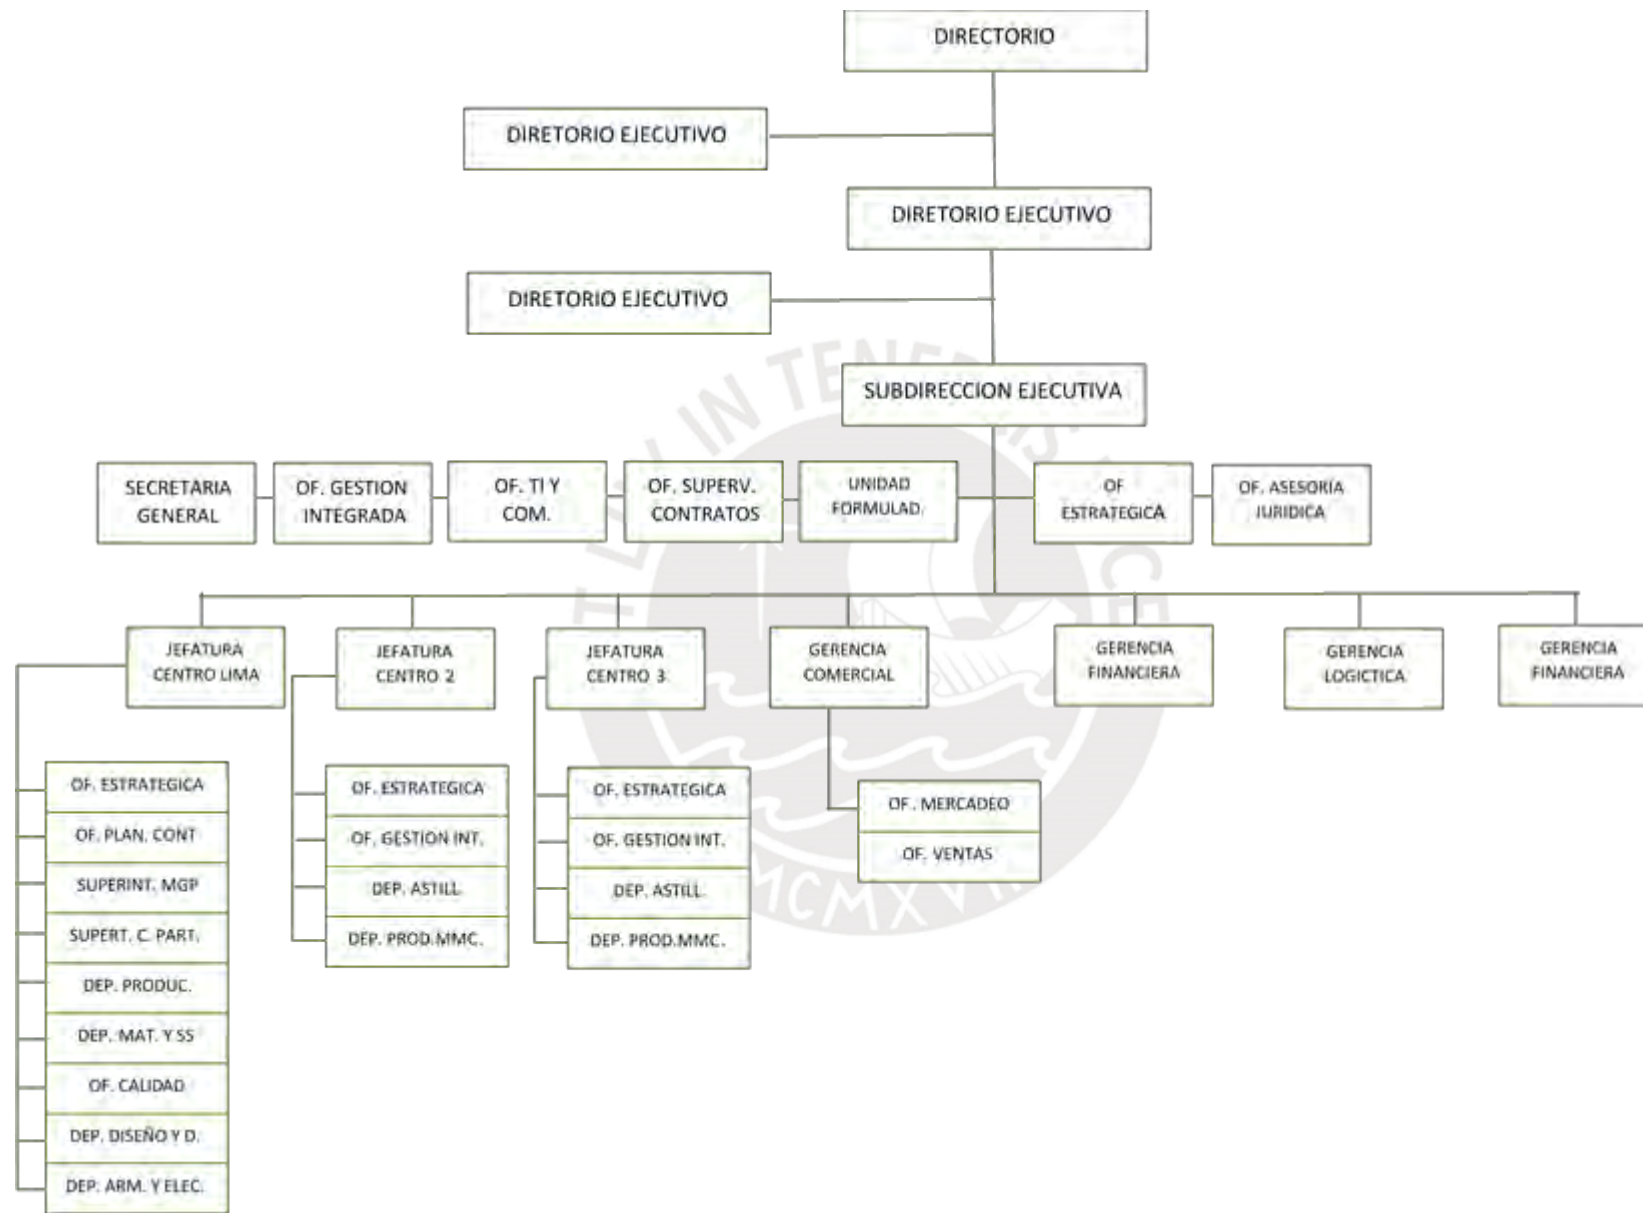 DIRECTORIO
DIRETORIO EJECUTIVO
DIRETORIO EJECUTIVO
DIRETORIO EJECUTIVO
SUBDIRECCION EJECUTIVA
SECRETARIA
GENERAL
OF. GESTION
INTEGRADA
OF. TI Y
COM.
OF. SUPERV.
CONTRATOS
UNIDAD
FORMULAD.
OF
ESTRATEGICA
OF. ASESORÍA
JURIDICA
JEFATURA
CENTRO LIMA
JEFATURA
CENTRO 2
JEFATURA
CENTRO 3
GERENCIA
COMERCIAL
GERENCIA
FINANCIERA
GERENCIA
LOGICTICA
GERENCIA
FINANCIERA
OF. ESTRATEGICA
OF. PLAN. CONT
SUPERINT. MGP
SUPERT. C. PART.
DEP. PRODUC.
DEP. MAT. Y SS
OF. CALIDAD
DEP. DISEÑO Y D.
DEP. ARM. Y ELEC.
OF. ESTRATEGICA
OF. GESTION INT.
DEP. ASTILL.
DEP. PROD.MMC.
OF. ESTRATEGICA
OF. GESTION INT.
DEP. ASTILL.
DEP. PROD.MMC.
OF. MERCADEO
OF. VENTAS